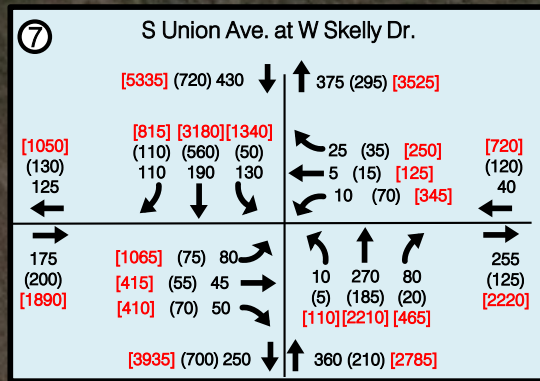 7
S Union Ave. at W Skelly Dr.
[5335] (720) 430
375 (295) [3525]
[1050]
(130)
125
[815] [3180] [1340]
(110) (560) (50)
110 190 130
25 (35) [250]
5 (15) [125]
10 (70) [345]
[720]
(120)
40
175
(200)
[1890]
[1065] (75) 80
[415] (55) 45
[410] (70) 50
10 270 80
(5) (185) (20)
[110] [2210] [465]
255
(125)
[2220]
[3935] (700) 250
360 (210) [2785]